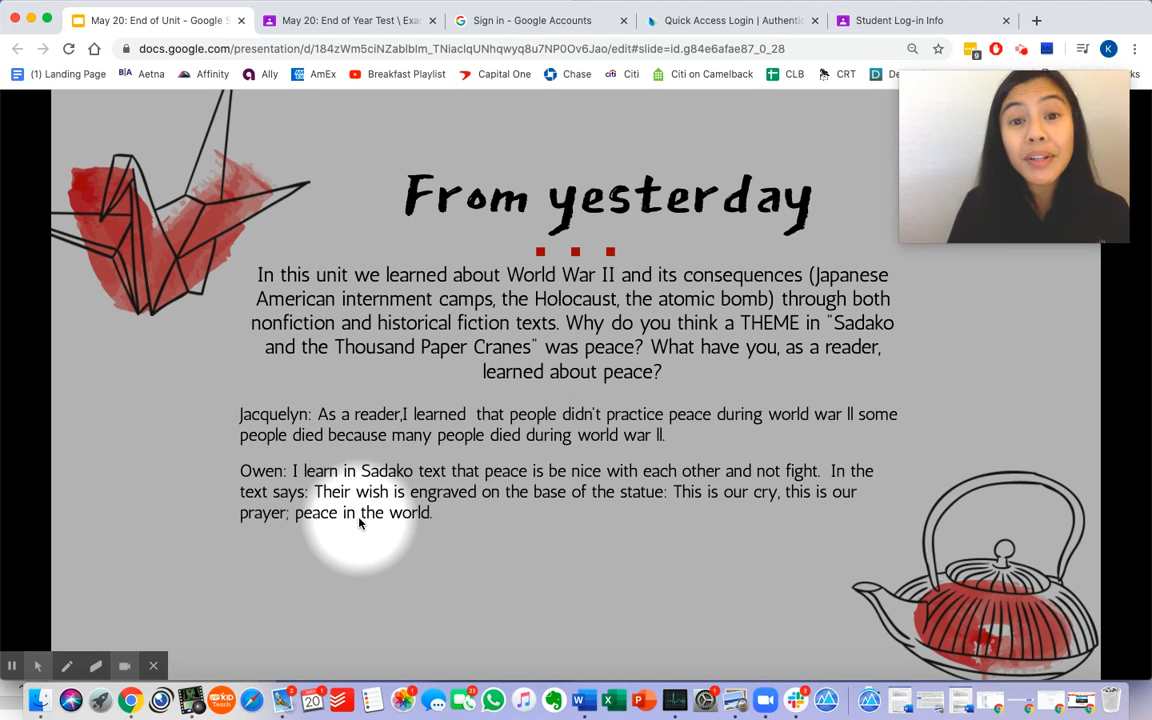 May 20: End of Unit - Google S
May 20: End of Year Test \ Exa
Sign in - Google Accounts
Quick Access Login | Authentic
Student Log-in Info
docs.google.com/presentation/d/184zWm5ciNZablblm_TNiaclqUNhqwyq8u7NP0Ov6Jao/edit#slide=id.g84e6afae87_0_28
9
K
(1) Landing Page
Aetna
Affinity
Ally
AmEx
Breakfast Playlist
Capital One
Chase
Citi
Citi on Camelback
CLB
CRT
From yesterday
In this unit we learned about World War II and its consequences (Japanese
American internment camps, the Holocaust, the atomic bomb) through both
nonfiction and historical fiction texts. Why do you think a THEME in "Sadako
and the Thousand Paper Cranes" was peace? What have you, as a reader,
learned about peace?
Jacquelyn: As a reader,I learned that people didn't practice peace during world war ll some
people died because many people died during world war ll.
Owen: I learn in Sadako text that peace is be nice with each other and not fight. In the
text says: Their wish is engraved on the base of the statue: This is our cry, this is our
prayer; peace in the world.